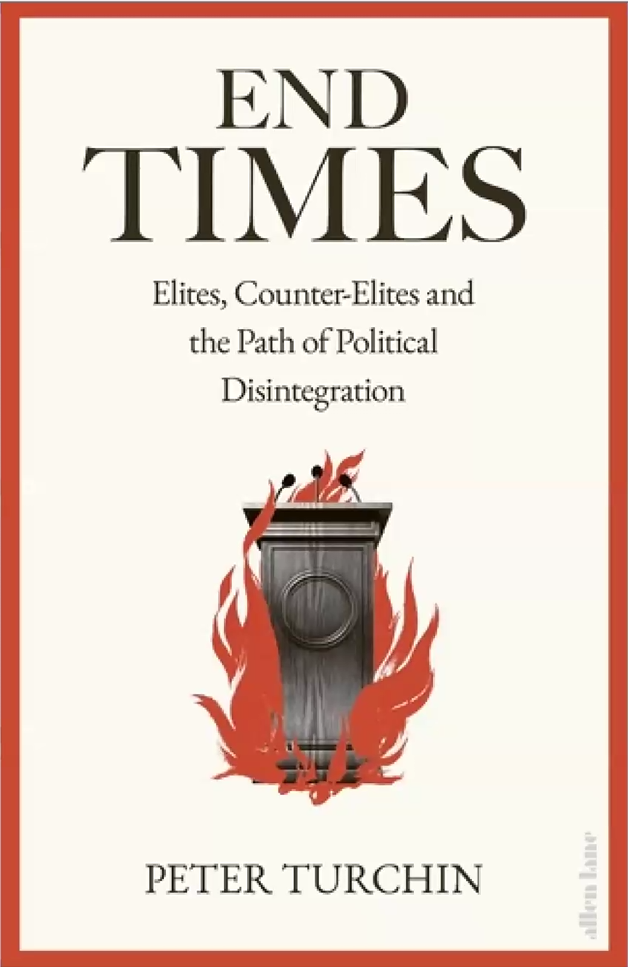 END
TIMES
Elites, Counter-Elites and
the Path of Political
Disintegration
PETER TURCHIN
allen lane